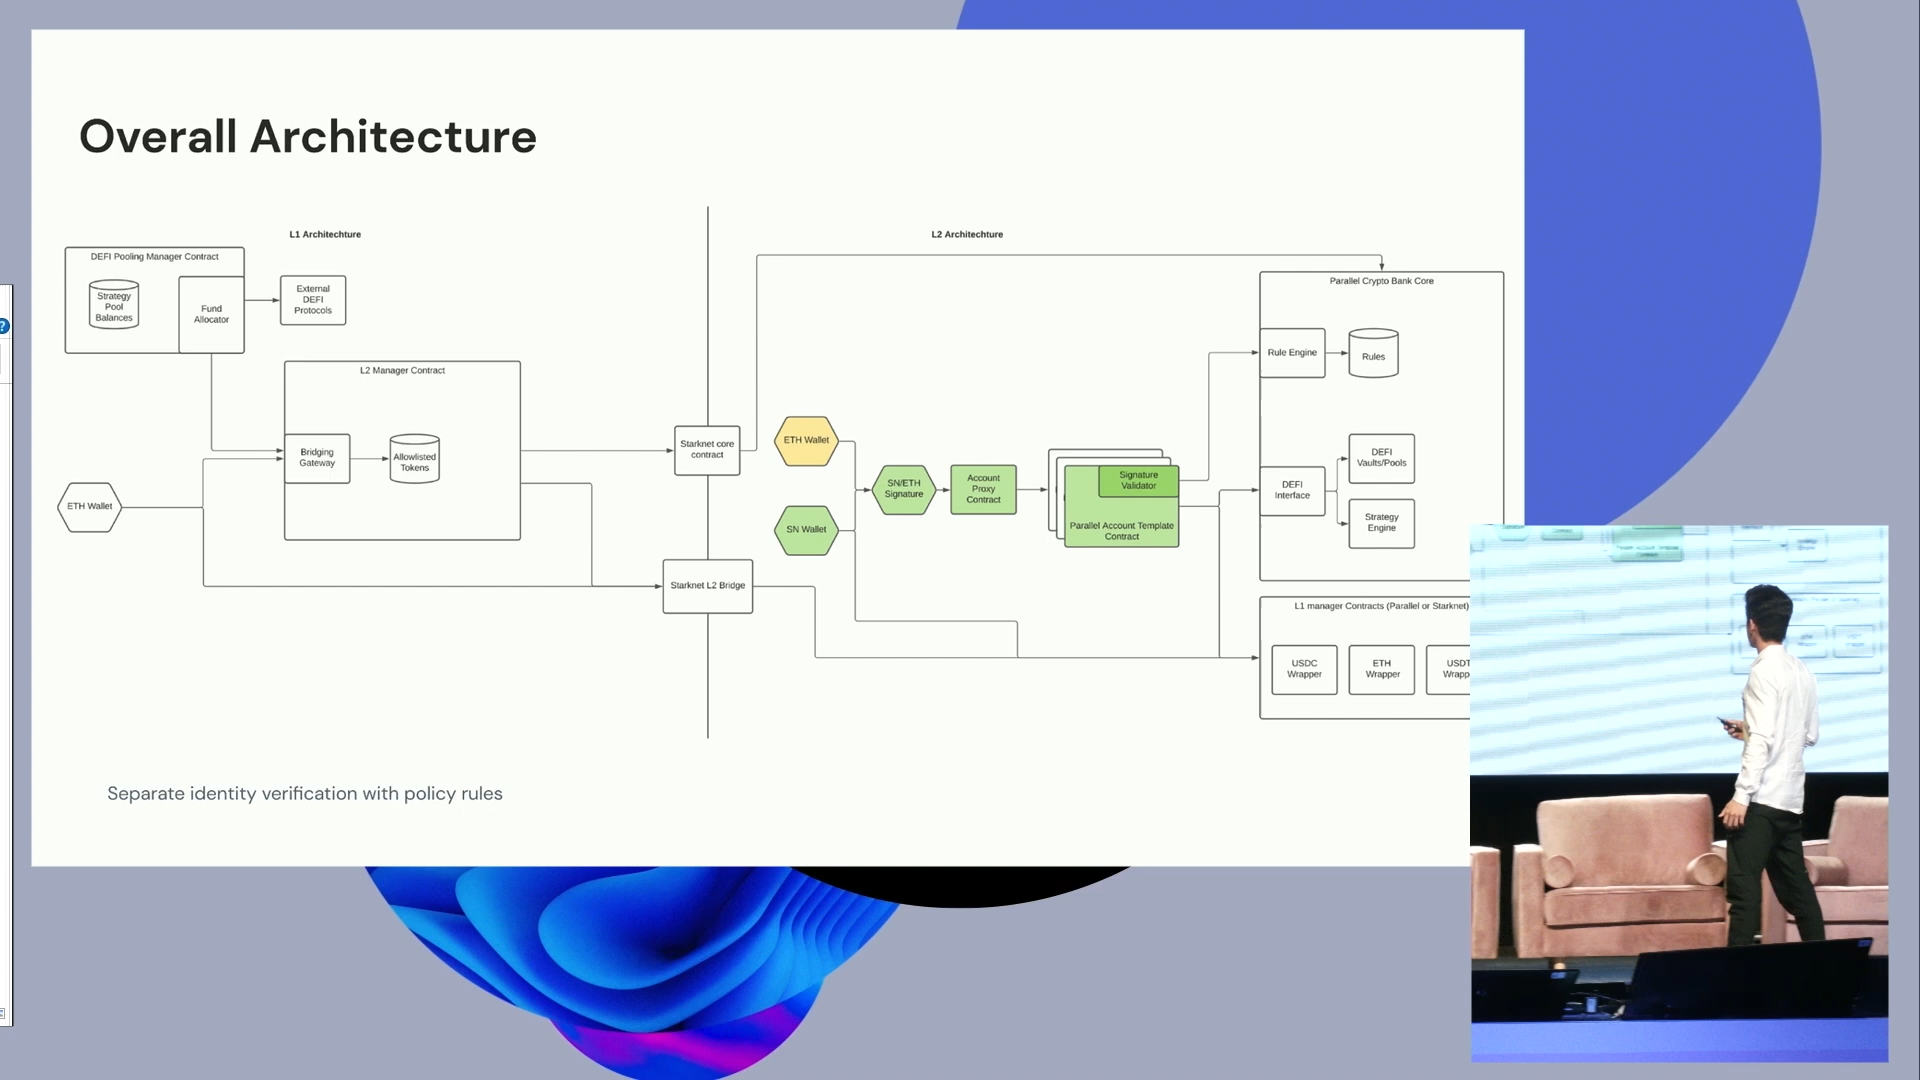 Overall Architecture
L1 Architechture
L2 Architechture
DEFI Pooling Manager Contract
Strategy
Pool
Balances
Fund
Allocator
External
DEFI
Protocols
L2 Manager Contract
Bridging
Gateway
Allowlisted
Tokens
ETH Wallet
Starknet core
contract
Starknet L2 Bridge
ETH Wallet
SN Wallet
SN/ETH
Signature
Account
Proxy
Contract
Signature
Validator
Parallel Account Template
Contract
Parallel Crypto Bank Core
Rule Engine
Rules
DEFI
Interface
DEFI
Vaults/Pools
Strategy
Engine
L1 manager Contracts (Parallel or Starknet)
USDC
Wrapper
ETH
Wrapper
USDT
Wrapp
Separate identity verification with policy rules